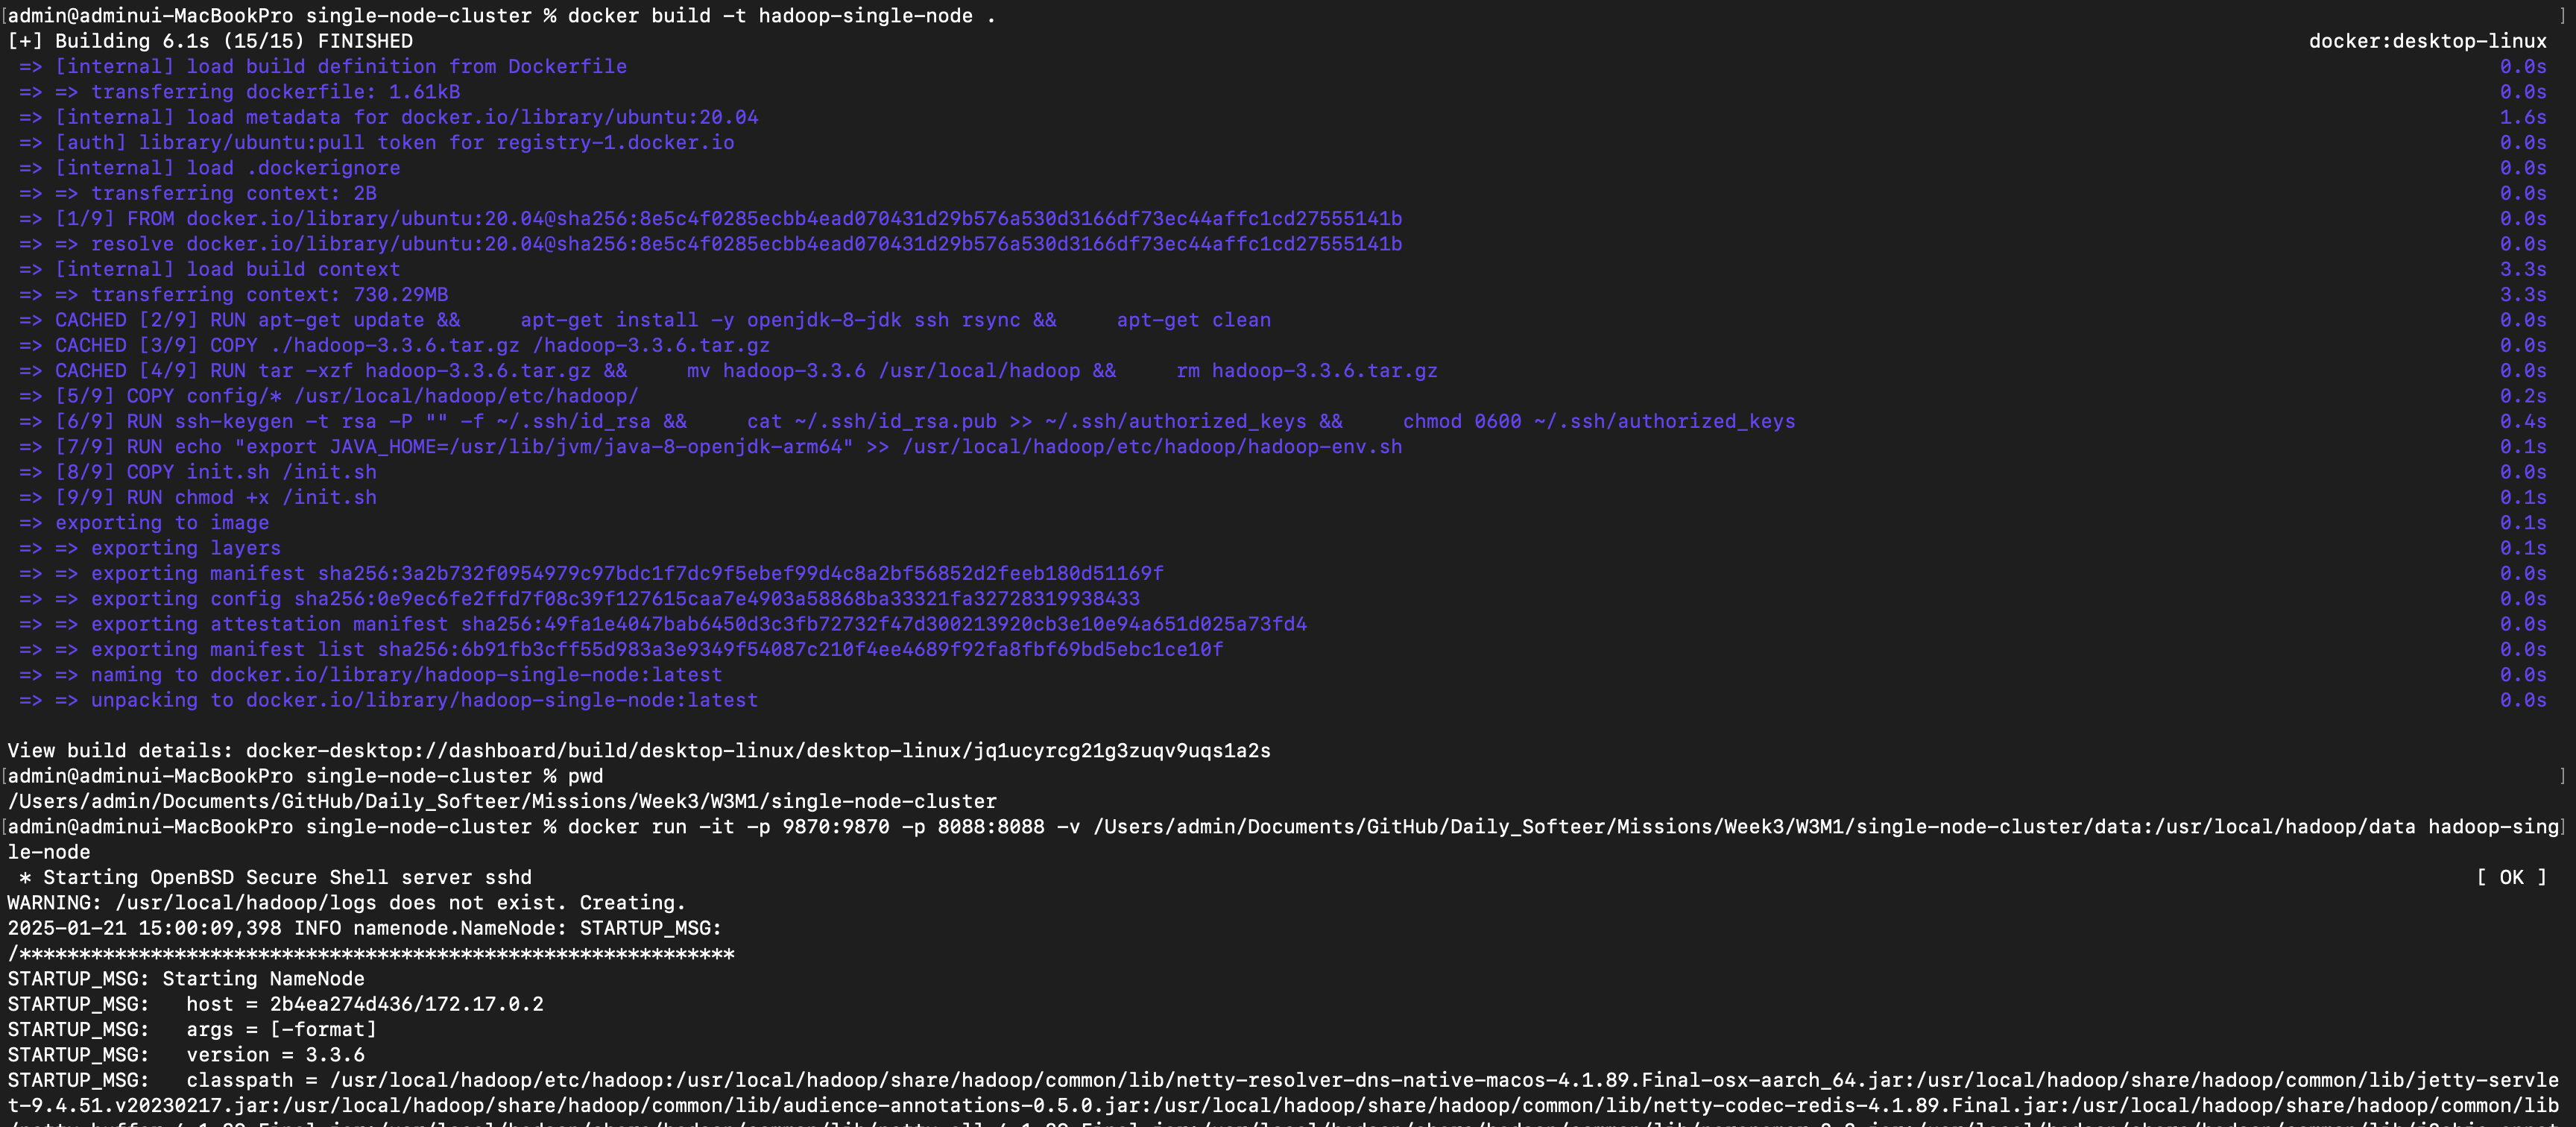 [admin@adminui-MacBookPro single-node-cluster % docker build -t hadoop-single-node . ]
[+] Building 6.1s (15/15) FINISHED docker:desktop-linux
=> [internal] load build definition from Dockerfile 0.0s
=> => transferring dockerfile: 1.61kB 0.0s
=> [internal] load metadata for docker.io/library/ubuntu:20.04 1.6s
=> [auth] library/ubuntu:pull token for registry-1.docker.io 0.0s
=> [internal] load .dockerignore 0.0s
=> => transferring context: 2B 0.0s
=> [1/9] FROM docker.io/library/ubuntu:20.04@sha256:8e5c4f0285ecbb4ead070431d29b576a530d3166df73ec44affc1cd27555141b 0.0s
=> => resolve docker.io/library/ubuntu:20.04@sha256:8e5c4f0285ecbb4ead070431d29b576a530d3166df73ec44affc1cd27555141b 0.0s
=> [internal] load build context 3.3s
=> => transferring context: 730.29MB 3.3s
=> CACHED [2/9] RUN apt-get update &&     apt-get install -y openjdk-8-jdk ssh rsync &&     apt-get clean 0.0s
=> CACHED [3/9] COPY ./hadoop-3.3.6.tar.gz /hadoop-3.3.6.tar.gz 0.0s
=> CACHED [4/9] RUN tar -xzf hadoop-3.3.6.tar.gz &&     mv hadoop-3.3.6 /usr/local/hadoop &&     rm hadoop-3.3.6.tar.gz 0.0s
=> [5/9] COPY config/* /usr/local/hadoop/etc/hadoop/ 0.2s
=> [6/9] RUN ssh-keygen -t rsa -P "" -f ~/.ssh/id_rsa &&     cat ~/.ssh/id_rsa.pub >> ~/.ssh/authorized_keys &&     chmod 0600 ~/.ssh/authorized_keys 0.4s
=> [7/9] RUN echo "export JAVA_HOME=/usr/lib/jvm/java-8-openjdk-arm64" >> /usr/local/hadoop/etc/hadoop/hadoop-env.sh 0.1s
=> [8/9] COPY init.sh /init.sh 0.0s
=> [9/9] RUN chmod +x /init.sh 0.1s
=> exporting to image 0.1s
=> => exporting layers 0.1s
=> => exporting manifest sha256:3a2b732f0954979c97bdc1f7dc9f5ebef99d4c8a2bf56852d2feeb180d51169f 0.0s
=> => exporting config sha256:0e9ec6fe2ffd7f08c39f127615caa7e4903a58868ba33321fa32728319938433 0.0s
=> => exporting attestation manifest sha256:49fa1e4047bab6450d3c3fb72732f47d300213920cb3e10e94a651d025a73fd4 0.0s
=> => exporting manifest list sha256:6b91fb3cff55d983a3e9349f54087c210f4ee4689f92fa8fbf69bd5ebc1ce10f 0.0s
=> => naming to docker.io/library/hadoop-single-node:latest 0.0s
=> => unpacking to docker.io/library/hadoop-single-node:latest 0.0s
View build details: docker-desktop://dashboard/build/desktop-linux/desktop-linux/jq1ucyrcg21g3zuqv9uqs1a2s
[admin@adminui-MacBookPro single-node-cluster % pwd ]
/Users/admin/Documents/GitHub/Daily_Softeer/Missions/Week3/W3M1/single-node-cluster
[admin@adminui-MacBookPro single-node-cluster % docker run -it -p 9870:9870 -p 8088:8088 -v /Users/admin/Documents/GitHub/Daily_Softeer/Missions/Week3/W3M1/single-node-cluster/data:/usr/local/hadoop/data hadoop-sing]
le-node
* Starting OpenBSD Secure Shell server sshd [ OK ]
WARNING: /usr/local/hadoop/logs does not exist. Creating.
2025-01-21 15:00:09,398 INFO namenode.NameNode: STARTUP_MSG:
/************************************************************
STARTUP_MSG: Starting NameNode
STARTUP_MSG:   host = 2b4ea274d436/172.17.0.2
STARTUP_MSG:   args = [-format]
STARTUP_MSG:   version = 3.3.6
STARTUP_MSG:   classpath = /usr/local/hadoop/etc/hadoop:/usr/local/hadoop/share/hadoop/common/lib/netty-resolver-dns-native-macos-4.1.89.Final-osx-aarch_64.jar:/usr/local/hadoop/share/hadoop/common/lib/jetty-servle
t-9.4.51.v20230217.jar:/usr/local/hadoop/share/hadoop/common/lib/audience-annotations-0.5.0.jar:/usr/local/hadoop/share/hadoop/common/lib/netty-codec-redis-4.1.89.Final.jar:/usr/local/hadoop/share/hadoop/common/lib